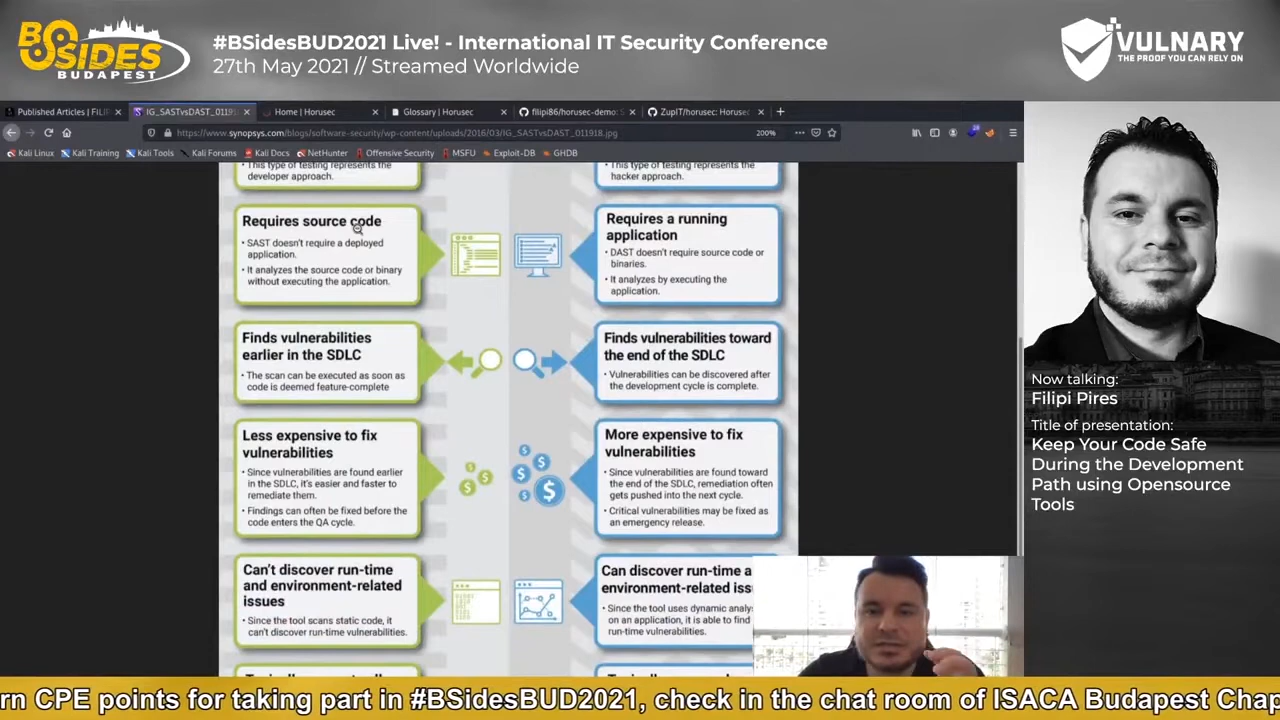 BSIDES
BUDAPEST
#BSidesBUD2021 Live! - International IT Security Conference
27th May 2021 // Streamed Worldwide
VULNARY
THE PROOF YOU CAN RELY ON
Published Articles | FILI
IG_SASTvsDAST_01191
Home | Horusec
Glossary | Horusec
filipi86/horusec-demo: S
ZupIT/horusec: Horusec
https://www.synopsys.com/blogs/software-security/wp-content/uploads/2016/03/IG_SASTvsDAST_011918.jpg
200%
Kali Linux
Kali Training
Kali Tools
Kali Forums
Kali Docs
NetHunter
Offensive Security
MSFU
Exploit-DB
GHDB
• This type of testing represents the
developer approach.
• This type of testing represents the
hacker approach.
Requires source code
• SAST doesn't require a deployed
application.
• It analyzes the source code or binary
without executing the application.
Requires a running
application
• DAST doesn't require source code or
binaries.
• It analyzes by executing the
application.
Finds vulnerabilities
earlier in the SDLC
• The scan can be executed as soon as
code is deemed feature-complete
Finds vulnerabilities toward
the end of the SDLC
• Vulnerabilities can be discovered after
the development cycle is complete.
Less expensive to fix
vulnerabilities
• Since vulnerabilities are found earlier
in the SDLC, it's easier and faster to
remediate them.
• Findings can often be fixed before the
code enters the QA cycle.
More expensive to fix
vulnerabilities
• Since vulnerabilities are found toward
the end of the SDLC, remediation often
gets pushed into the next cycle.
• Critical vulnerabilities may be fixed as
an emergency release.
Can't discover run-time
and environment-related
issues
• Since the tool scans static code, it
can't discover run-time vulnerabilities.
Can discover run-time a
environment-related iss
• Since the tool uses dynamic analys
on an application, it is able to find
run-time vulnerabilities.
Now talking:
Filipi Pires
Title of presentation:
Keep Your Code Safe
During the Development
Path using Opensource
Tools
rn CPE points for taking part in #BSidesBUD2021, check in the chat room of ISACA Budapest Chap